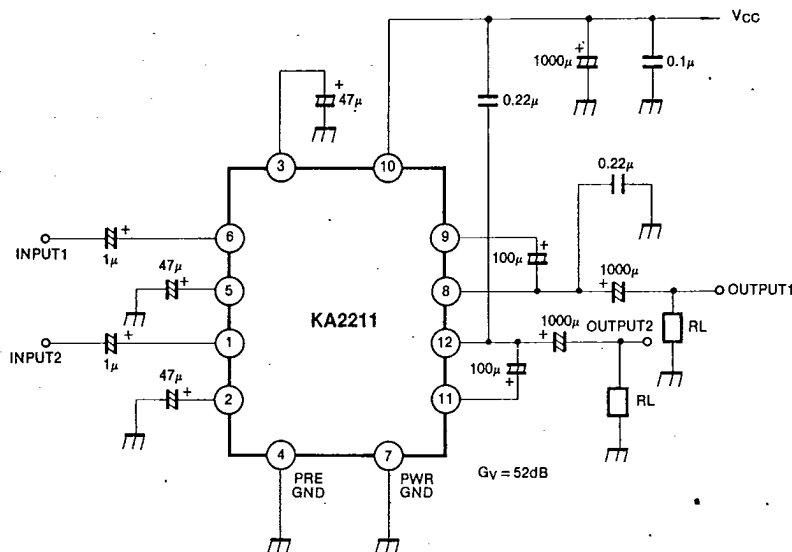 VCC
1000μ
+
0.1μ
+
47μ
0.22μ
3
10
0.22μ
6
9
INPUT1
+
1μ
100μ
+
47μ
+
5
8
1000μ
+
OUTPUT1
KA2211
1000μ
OUTPUT2
RL
INPUT2
+
1μ
1
12
+
47μ
+
2
100μ
+
11
RL
4
7
PRE
GND
PWR
GND
GV = 52dB